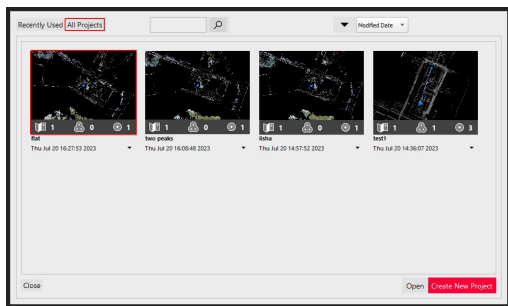 Recently Used All Projects Modified Date
1 0 1 1 0 1 1 0 1 1 1 3
flat two peaks lisha test1
Thu Jul 20 16:27:53 2023 Thu Jul 20 16:08:48 2023 Thu Jul 20 14:57:52 2023 Thu Jul 20 14:36:07 2023
Close Open Create New Project